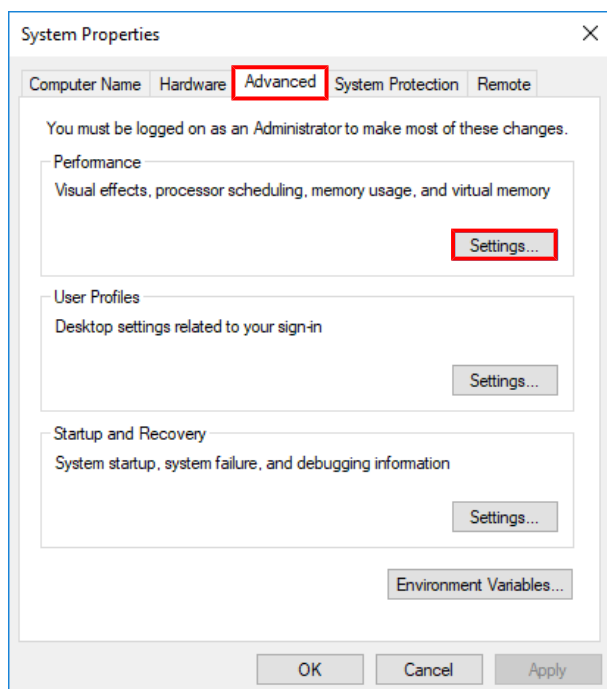 System Properties
Computer Name Hardware Advanced System Protection Remote
You must be logged on as an Administrator to make most of these changes.
Performance
Visual effects, processor scheduling, memory usage, and virtual memory
Settings...
User Profiles
Desktop settings related to your sign-in
Settings...
Startup and Recovery
System startup, system failure, and debugging information
Settings...
Environment Variables...
OK Cancel Apply